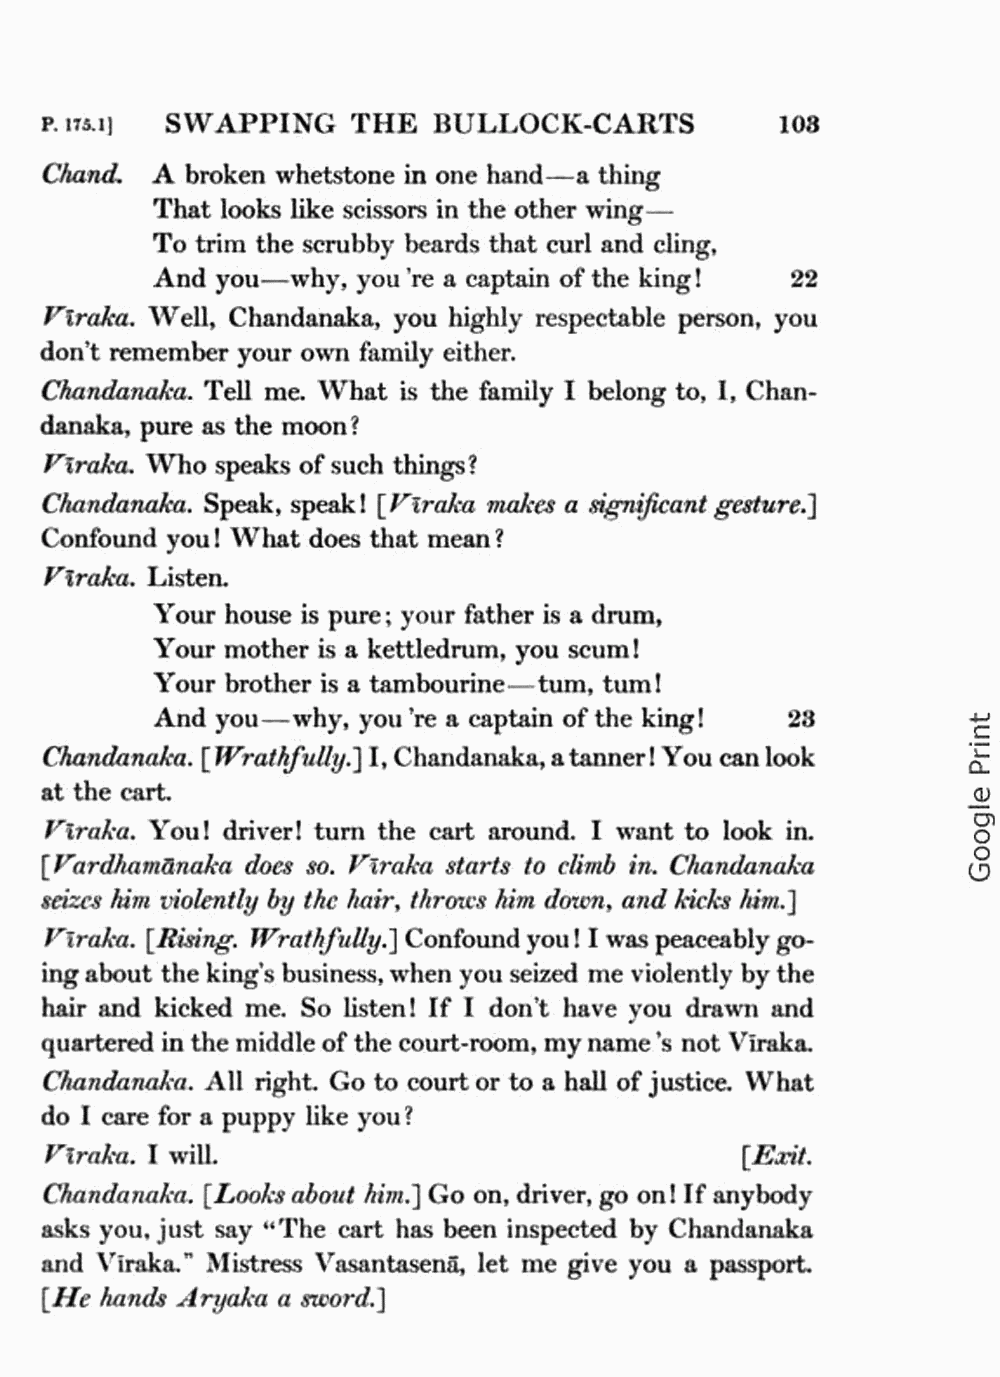 P. 175.1] SWAPPING THE BULLOCK-CARTS 103
Chand. A broken whetstone in one hand—a thing
That looks like scissors in the other wing—
To trim the scrubby beards that curl and cling,
And you—why, you 're a captain of the king! 22
Vīraka. Well, Chandanaka, you highly respectable person, you
don't remember your own family either.
Chandanaka. Tell me. What is the family I belong to, I, Chan-
danaka, pure as the moon?
Vīraka. Who speaks of such things?
Chandanaka. Speak, speak! [Vīraka makes a significant gesture.]
Confound you! What does that mean?
Vīraka. Listen.
Your house is pure; your father is a drum,
Your mother is a kettledrum, you scum!
Your brother is a tambourine—tum, tum!
And you—why, you 're a captain of the king! 23
Chandanaka. [Wrathfully.] I, Chandanaka, a tanner! You can look
at the cart.
Vīraka. You! driver! turn the cart around. I want to look in.
[Vardhamānaka does so. Vīraka starts to climb in. Chandanaka
seizes him violently by the hair, throws him down, and kicks him.]
Vīraka. [Rising. Wrathfully.] Confound you! I was peaceably go-
ing about the king's business, when you seized me violently by the
hair and kicked me. So listen! If I don't have you drawn and
quartered in the middle of the court-room, my name 's not Vīraka.
Chandanaka. All right. Go to court or to a hall of justice. What
do I care for a puppy like you?
Vīraka. I will. [Exit.
Chandanaka. [Looks about him.] Go on, driver, go on! If anybody
asks you, just say "The cart has been inspected by Chandanaka
and Vīraka." Mistress Vasantasenā, let me give you a passport.
[He hands Aryaka a sword.]
Google Print